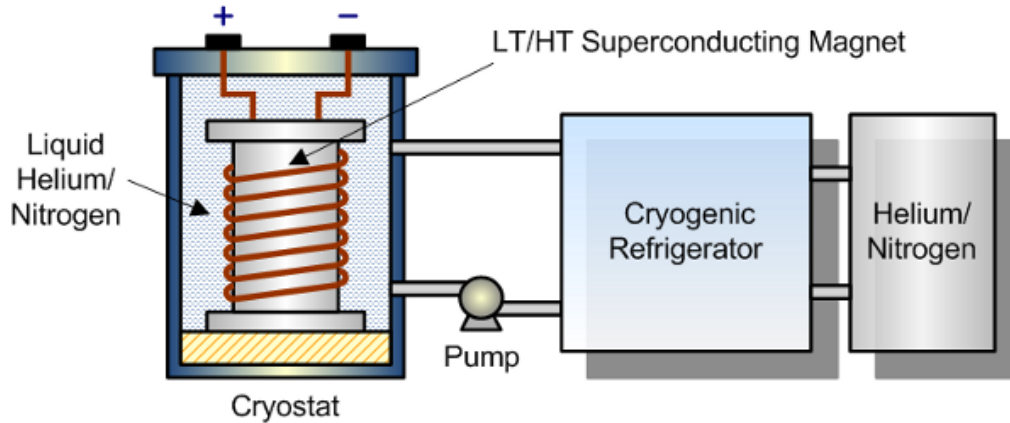 + −
LT/HT Superconducting Magnet
Liquid
Helium/
Nitrogen
Cryogenic
Refrigerator
Helium/
Nitrogen
Pump
Cryostat